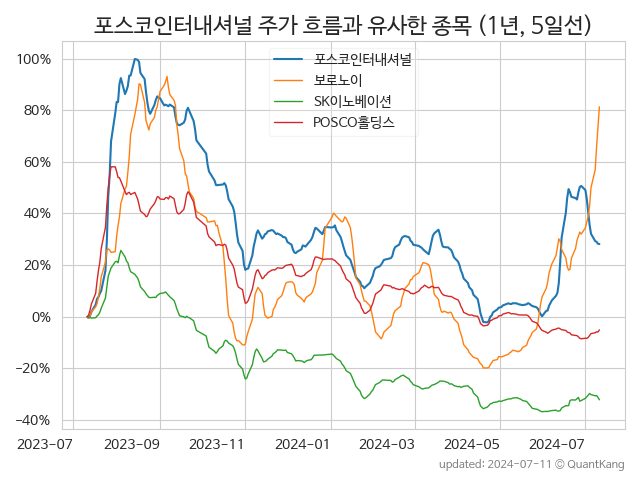 포스코인터내셔널 주가 흐름과 유사한 종목 (1년, 5일선)
포스코인터내셔널
보로노이
SK이노베이션
POSCO홀딩스
100%
80%
60%
40%
20%
0%
−20%
−40%
2023-07 2023-09 2023-11 2024-01 2024-03 2024-05 2024-07
updated: 2024-07-11 © QuantKang